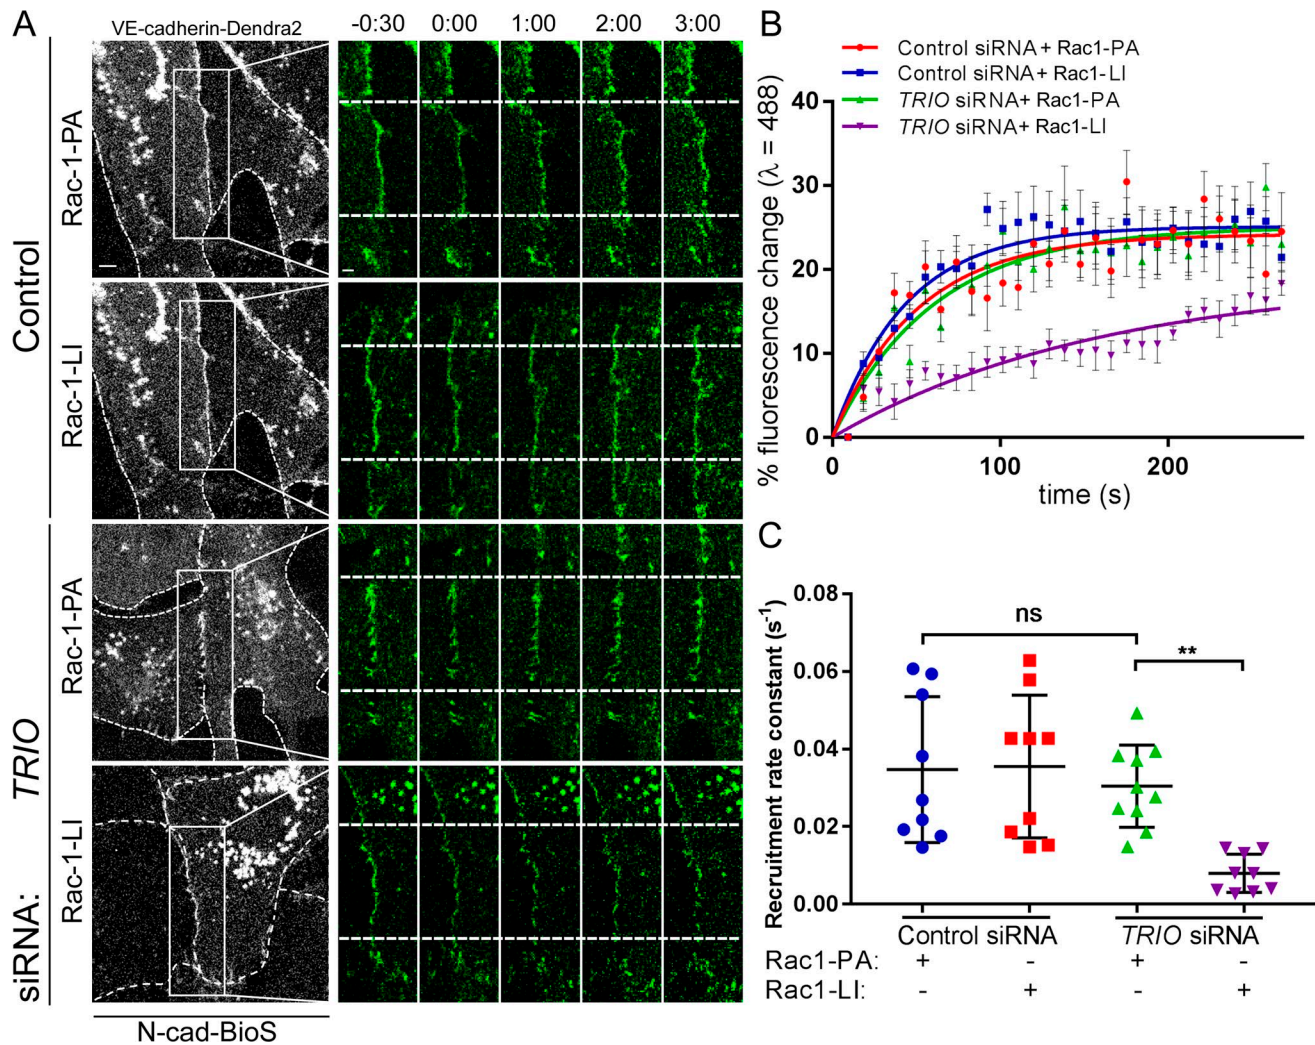 A
VE-cadherin-Dendra2
-0:30 0:00 1:00 2:00 3:00
Control
Rac-1-PA
Rac-1-LI
siRNA: TRIO
Rac-1-PA
Rac-1-LI
N-cad-BioS
B
Control siRNA + Rac1-PA
Control siRNA+ Rac1-LI
TRIO siRNA+ Rac1-PA
TRIO siRNA+ Rac1-LI
% fluorescence change (λ = 488)
40
30
20
10
0
0 100 200
time (s)
C
Recruitment rate constant (s-1)
0.08
0.06
0.04
0.02
0.00
ns
**
Control siRNA TRIO siRNA
Rac1-PA: + - + -
Rac1-LI: - + - +